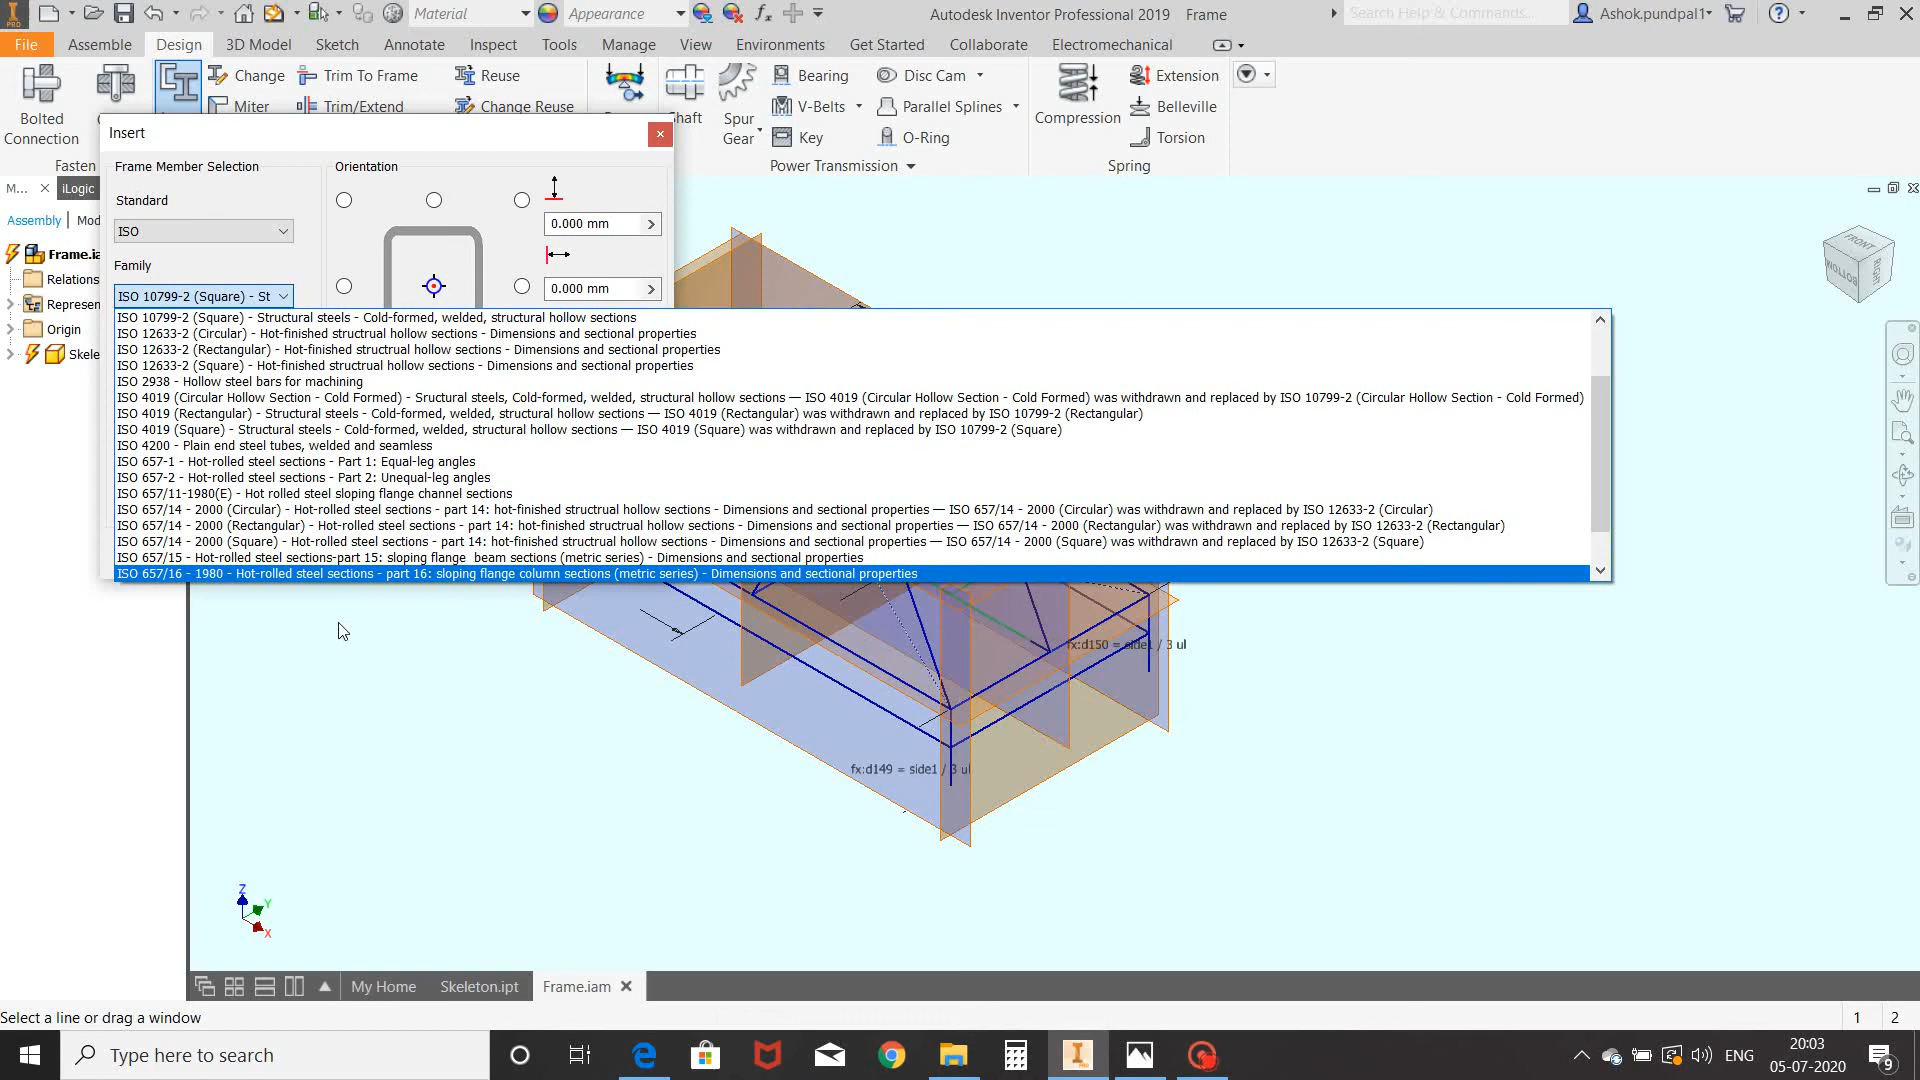 Material
Appearance
Autodesk Inventor Professional 2019 Frame
Search Help & Commands...
Ashok.pundpal1
File
Assemble
Design
3D Model
Sketch
Annotate
Inspect
Tools
Manage
View
Environments
Get Started
Collaborate
Electromechanical
Bolted
Connection
Change
Miter
Trim To Frame
Trim/Extend
Reuse
Change Reuse
Spur
Gear
Bearing
V-Belts
Key
Disc Cam
Parallel Splines
O-Ring
Compression
Extension
Belleville
Torsion
Fasten
Power Transmission
Spring
Insert
Frame Member Selection
Orientation
Standard
ISO
Family
ISO 10799-2 (Square) - St
0.000 mm
0.000 mm
M...
iLogic
Assembly
Mod
Frame.ia
Relations
Represen
Origin
Skele
ISO 10799-2 (Square) - Structural steels - Cold-formed, welded, structural hollow sections
ISO 12633-2 (Circular) - Hot-finished structrual hollow sections - Dimensions and sectional properties
ISO 12633-2 (Rectangular) - Hot-finished structrual hollow sections - Dimensions and sectional properties
ISO 12633-2 (Square) - Hot-finished structrual hollow sections - Dimensions and sectional properties
ISO 2938 - Hollow steel bars for machining
ISO 4019 (Circular Hollow Section - Cold Formed) - Sructural steels, Cold-formed, welded, structural hollow sections — ISO 4019 (Circular Hollow Section - Cold Formed) was withdrawn and replaced by ISO 10799-2 (Circular Hollow Section - Cold Formed)
ISO 4019 (Rectangular) - Structural steels - Cold-formed, welded, structural hollow sections — ISO 4019 (Rectangular) was withdrawn and replaced by ISO 10799-2 (Rectangular)
ISO 4019 (Square) - Structural steels - Cold-formed, welded, structural hollow sections — ISO 4019 (Square) was withdrawn and replaced by ISO 10799-2 (Square)
ISO 4200 - Plain end steel tubes, welded and seamless
ISO 657-1 - Hot-rolled steel sections - Part 1: Equal-leg angles
ISO 657-2 - Hot-rolled steel sections - Part 2: Unequal-leg angles
ISO 657/11-1980(E) - Hot rolled steel sloping flange channel sections
ISO 657/14 - 2000 (Circular) - Hot-rolled steel sections - part 14: hot-finished structrual hollow sections - Dimensions and sectional properties — ISO 657/14 - 2000 (Circular) was withdrawn and replaced by ISO 12633-2 (Circular)
ISO 657/14 - 2000 (Rectangular) - Hot-rolled steel sections - part 14: hot-finished structrual hollow sections - Dimensions and sectional properties — ISO 657/14 - 2000 (Rectangular) was withdrawn and replaced by ISO 12633-2 (Rectangular)
ISO 657/14 - 2000 (Square) - Hot-rolled steel sections - part 14: hot-finished structrual hollow sections - Dimensions and sectional properties — ISO 657/14 - 2000 (Square) was withdrawn and replaced by ISO 12633-2 (Square)
ISO 657/15 - Hot-rolled steel sections-part 15: sloping flange beam sections (metric series) - Dimensions and sectional properties
ISO 657/16 - 1980 - Hot-rolled steel sections - part 16: sloping flange column sections (metric series) - Dimensions and sectional properties
FRONT
RIGHT
BOTTOM
fx:d150 = side1 / 3 ul
fx:d149 = side1 / 3 ul
Z
Y
X
My Home
Skeleton.ipt
Frame.iam
Select a line or drag a window
1 2
Type here to search
ENG
20:03
05-07-2020
9